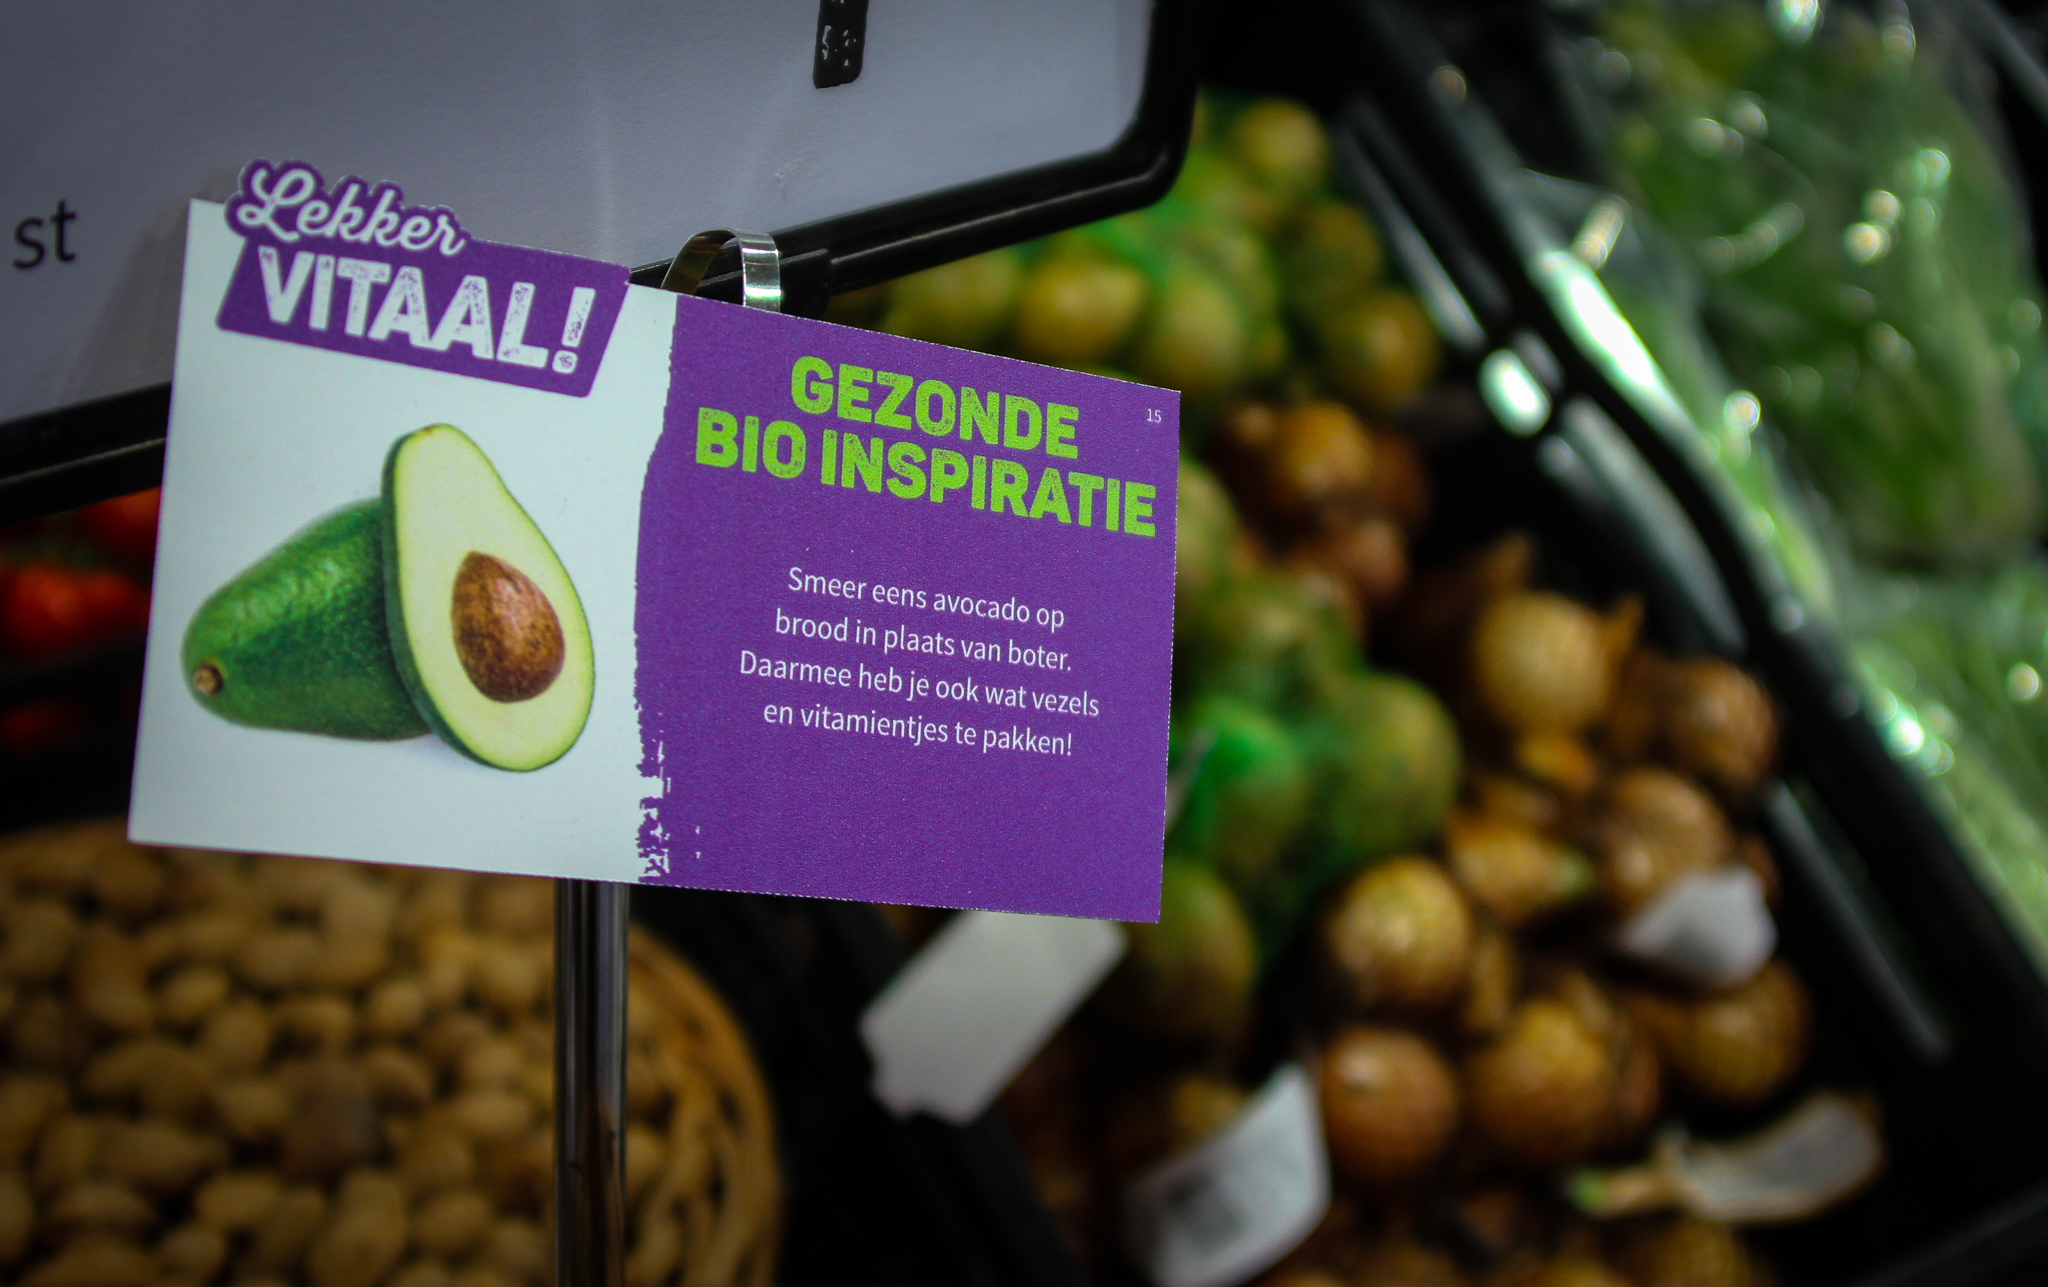 st
Lekker
VITAAL!
GEZONDE
BIO INSPIRATIE
15
Smeer eens avocado op
brood in plaats van boter.
Daarmee heb je ook wat vezels
en vitamientjes te pakken!